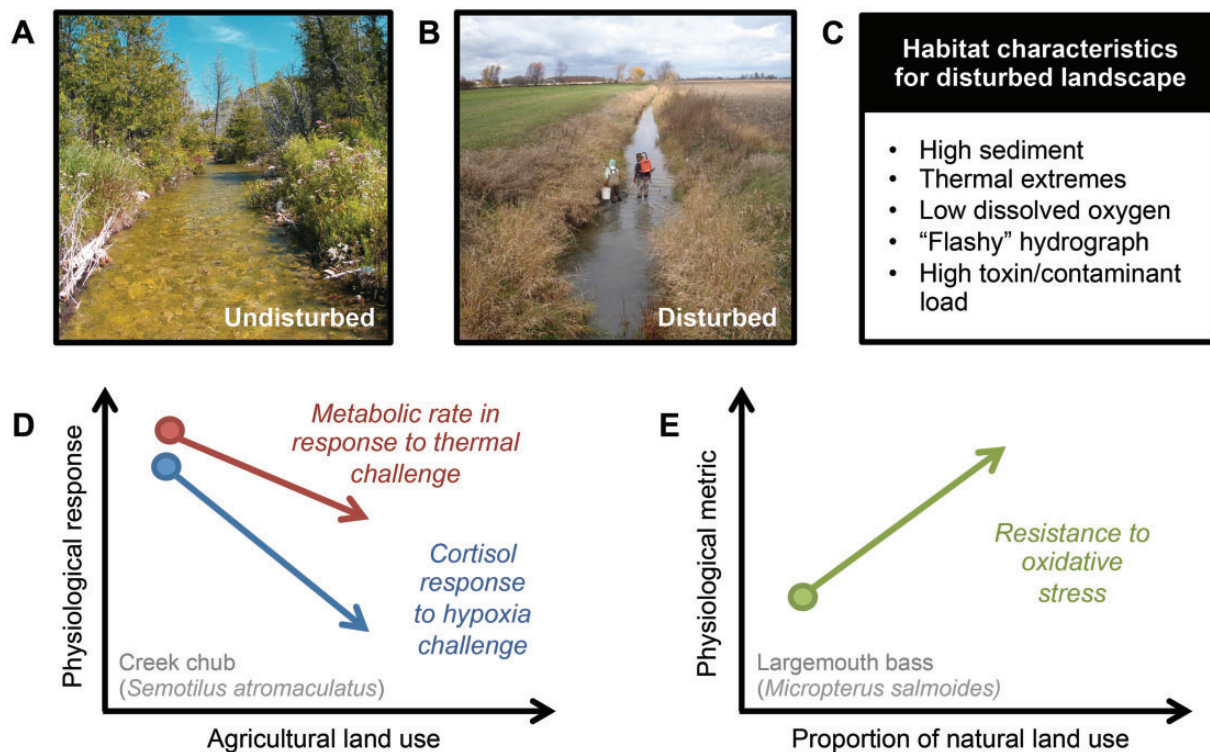 A
Undisturbed
B
Disturbed
C
Habitat characteristics
for disturbed landscape
• High sediment
• Thermal extremes
• Low dissolved oxygen
• “Flashy” hydrograph
• High toxin/contaminant
load
D
Physiological response
Metabolic rate in
response to thermal
challenge
Cortisol
response
to hypoxia
challenge
Creek chub
(Semotilus atromaculatus)
Agricultural land use
E
Physiological metric
Resistance to
oxidative
stress
Largemouth bass
(Micropterus salmoides)
Proportion of natural land use